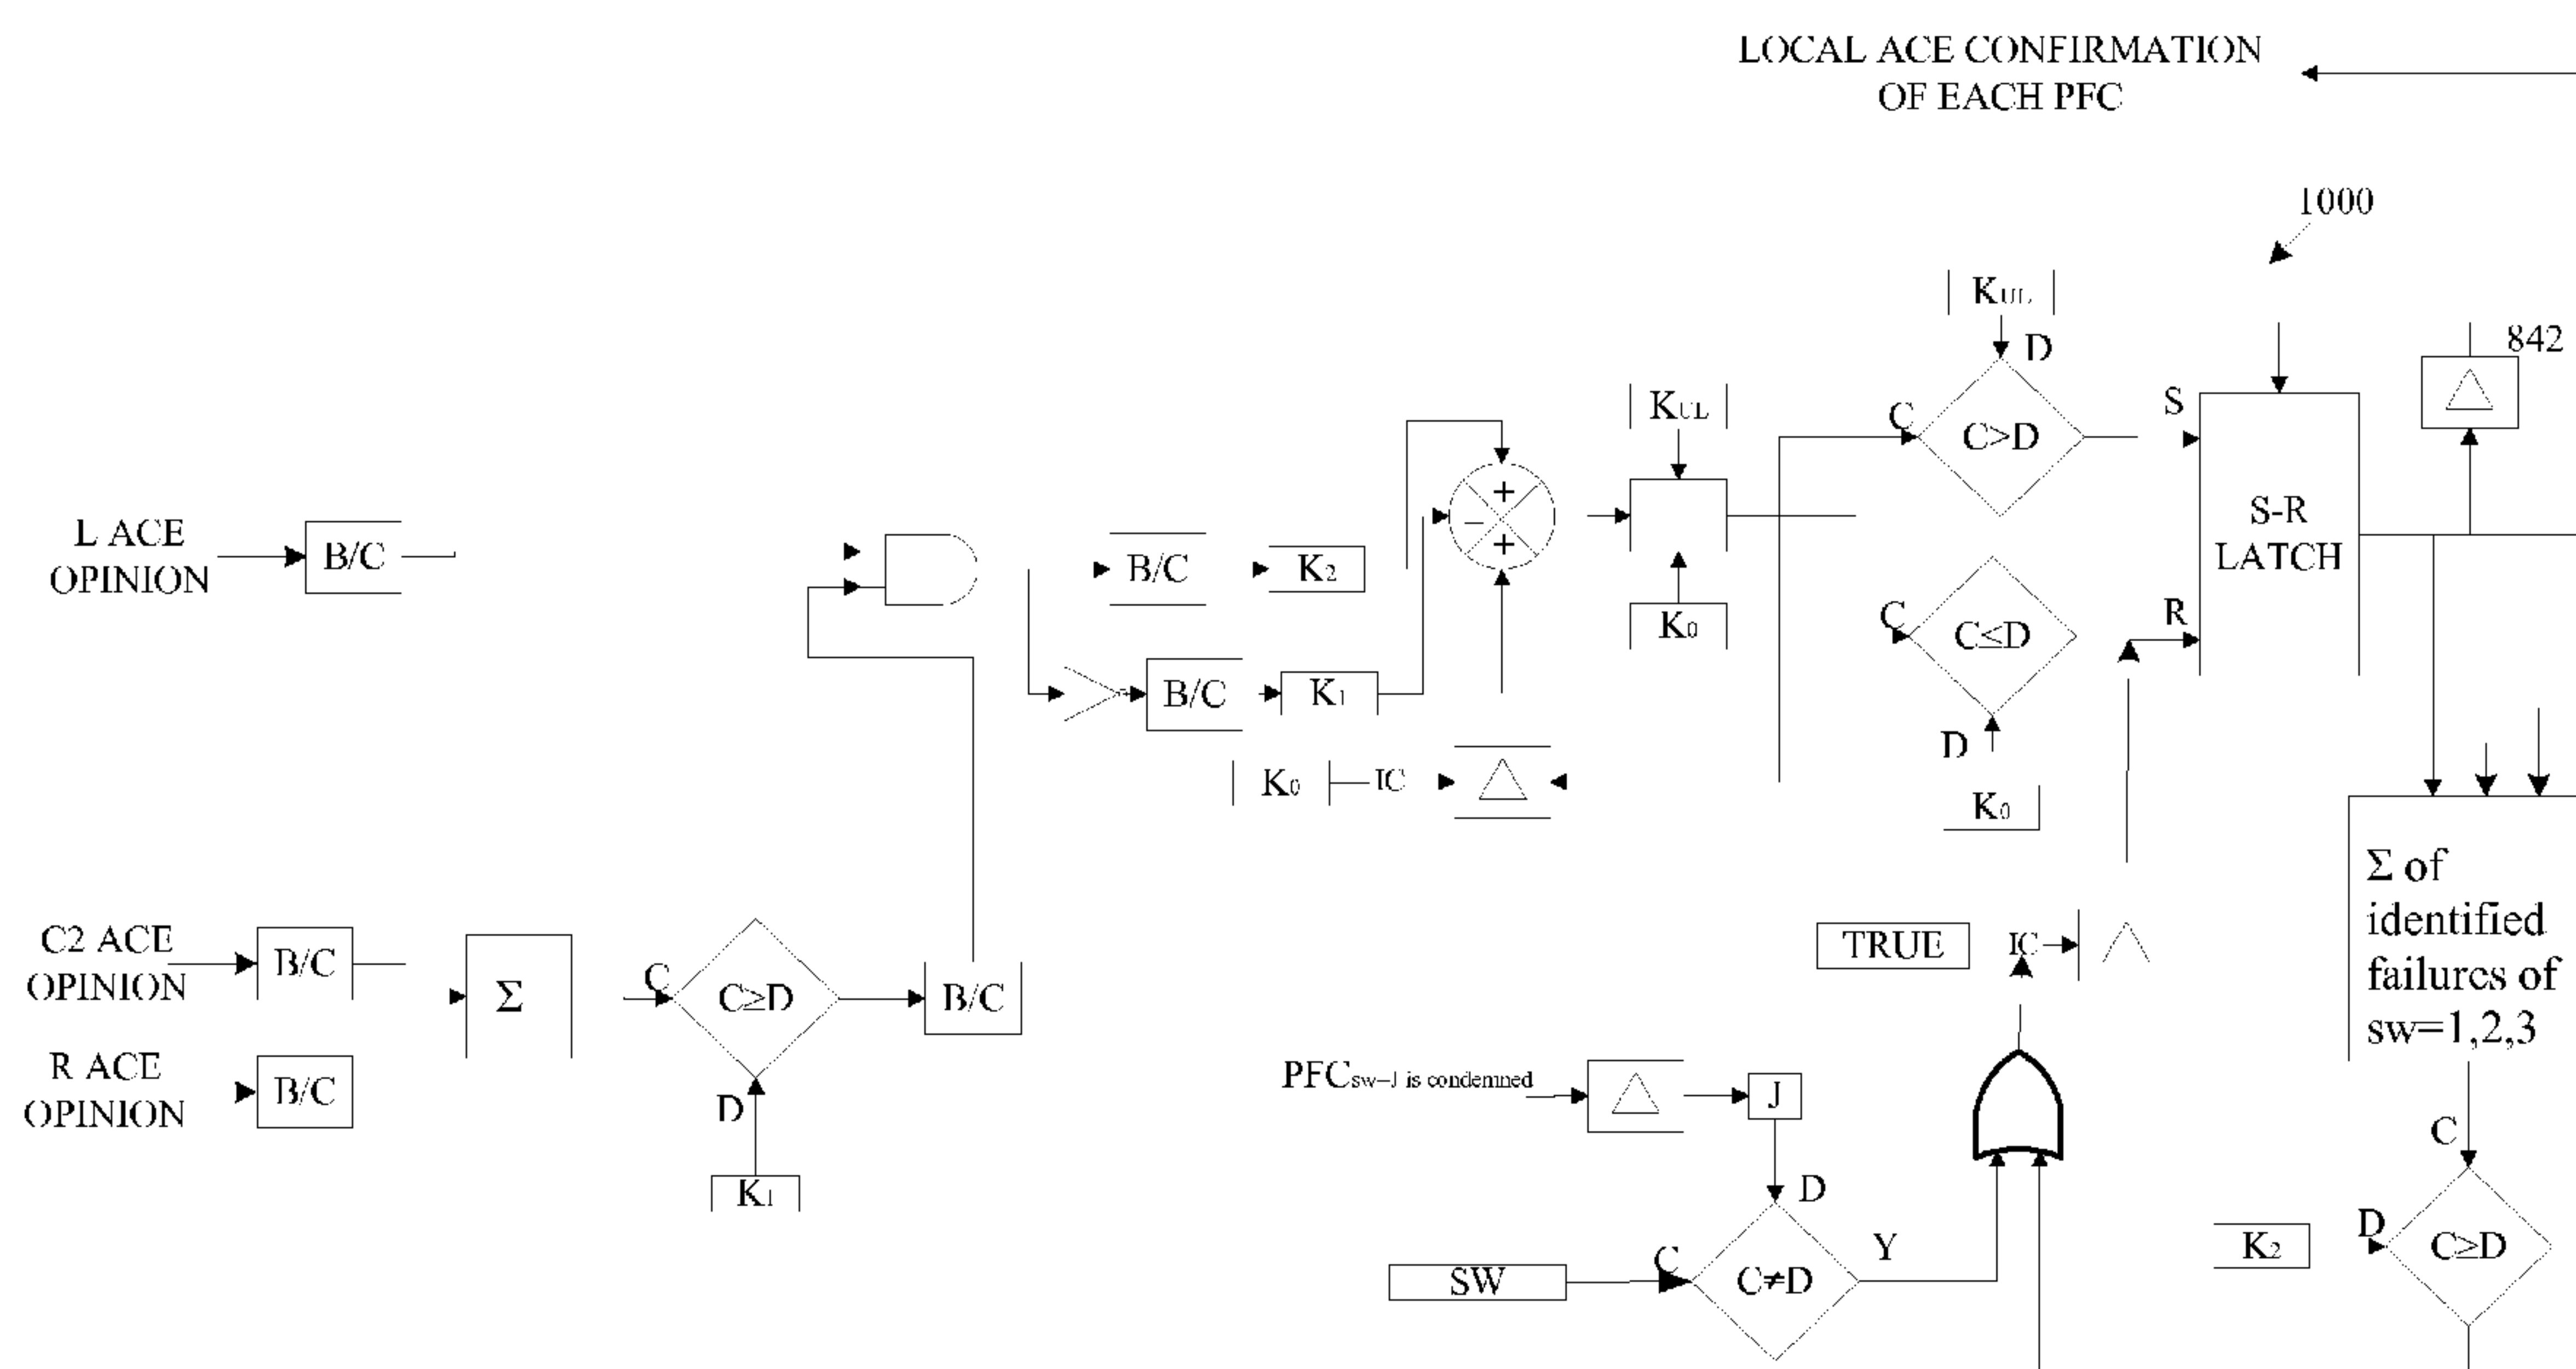 LOCAL ACE CONFIRMATION
OF EACH PFC
1000
KUL
D
842
C
C>D
S
KUL
L ACE
OPINION
B/C
+
−
+
S-R
LATCH
B/C
K2
K0
C
C≤D
R
B/C
K1
D
K0
IC
K0
C2 ACE
OPINION
B/C
Σ
C
C≥D
B/C
TRUE
IC
Σ of
identified
failures of
sw=1,2,3
R ACE
OPINION
B/C
D
K1
PFCsw=J is condemned
J
D
C
SW
C
C≠D
Y
K2
D
C≥D